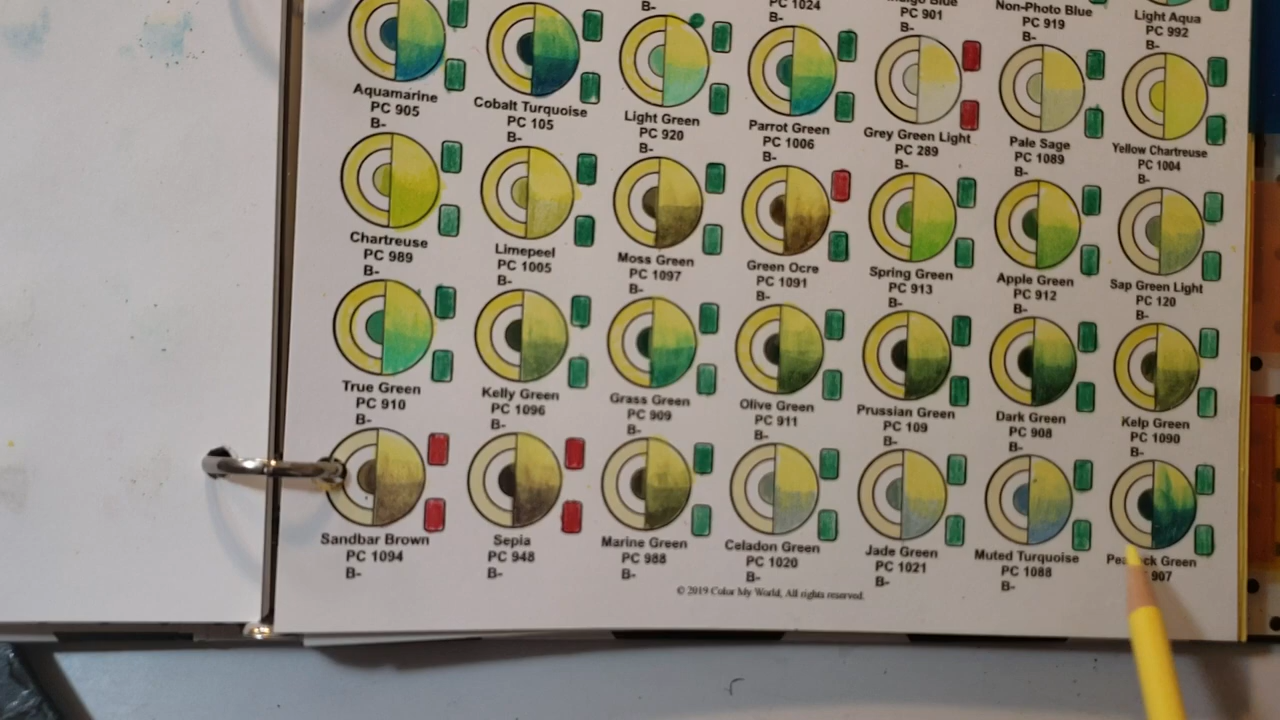 B-
PC 1024
B-
Indigo Blue
PC 901
B-
Non-Photo Blue
PC 919
B-
Light Aqua
PC 992
B-
Aquamarine
PC 905
B-
Cobalt Turquoise
PC 105
B-
Light Green
PC 920
B-
Parrot Green
PC 1006
B-
Grey Green Light
PC 289
B-
Pale Sage
PC 1089
B-
Yellow Chartreuse
PC 1004
B-
Chartreuse
PC 989
B-
Limepeel
PC 1005
B-
Moss Green
PC 1097
B-
Green Ocre
PC 1091
B-
Spring Green
PC 913
B-
Apple Green
PC 912
B-
Sap Green Light
PC 120
B-
True Green
PC 910
B-
Kelly Green
PC 1096
B-
Grass Green
PC 909
B-
Olive Green
PC 911
B-
Prussian Green
PC 109
B-
Dark Green
PC 908
B-
Kelp Green
PC 1090
B-
Sandbar Brown
PC 1094
B-
Sepia
PC 948
B-
Marine Green
PC 988
B-
Celadon Green
PC 1020
B-
Jade Green
PC 1021
B-
Muted Turquoise
PC 1088
B-
Peacock Green
907
© 2019 Color My World, All rights reserved.